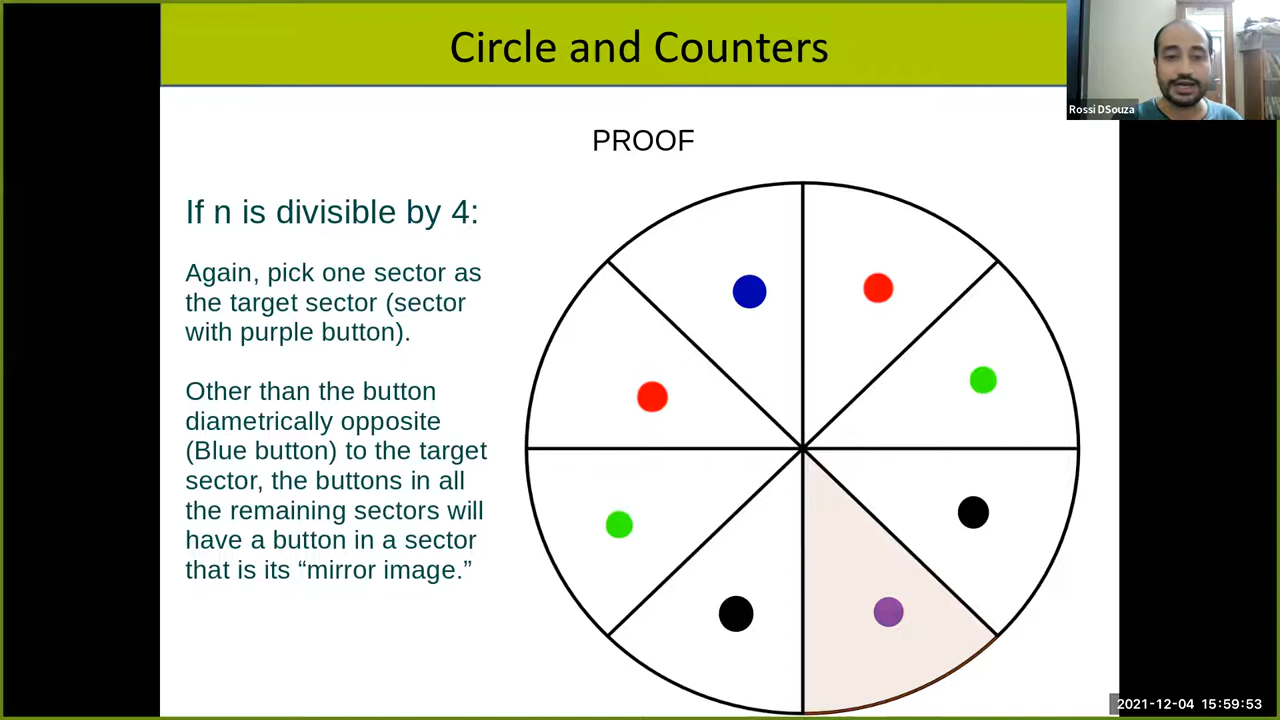 Circle and Counters
Rossi DSouza
PROOF
If n is divisible by 4:
Again, pick one sector as
the target sector (sector
with purple button).
Other than the button
diametrically opposite
(Blue button) to the target
sector, the buttons in all
the remaining sectors will
have a button in a sector
that is its “mirror image.”
2021-12-04 15:59:53